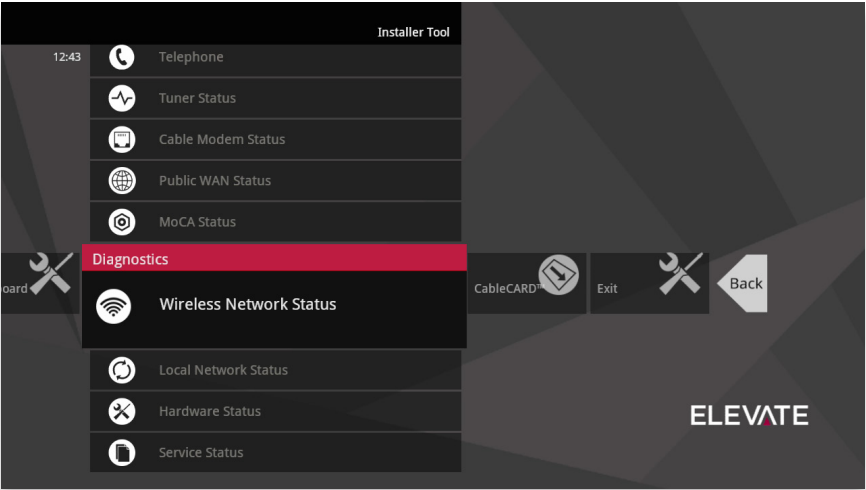 Installer Tool
12:43
Telephone
Tuner Status
Cable Modem Status
Public WAN Status
MoCA Status
Diagnostics
Wireless Network Status
oard
CableCARD™
Exit
Back
Local Network Status
Hardware Status
Service Status
ELEVATE